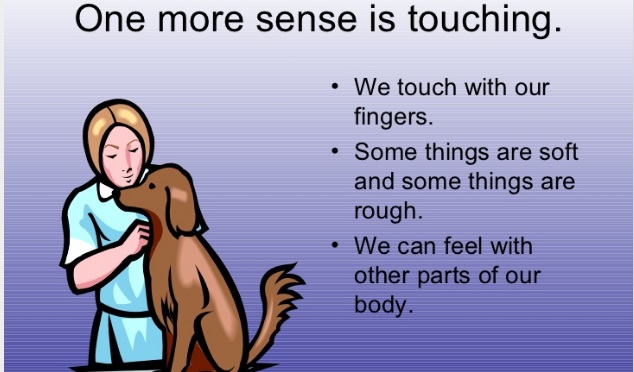 One more sense is touching.
• We touch with our
fingers.
• Some things are soft
and some things are
rough.
• We can feel with
other parts of our
body.